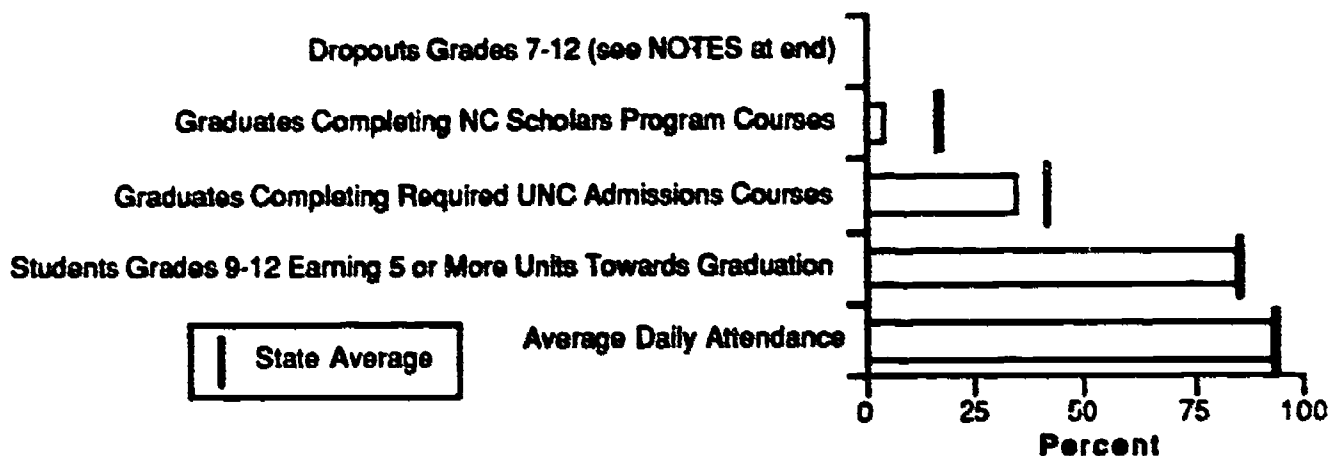 Dropouts Grades 7-12 (see NOTES at end)
Graduates Completing NC Scholars Program Courses
Graduates Completing Required UNC Admissions Courses
Students Grades 9-12 Earning 5 or More Units Towards Graduation
Average Daily Attendance
State Average
0 25 50 75 100
Percent